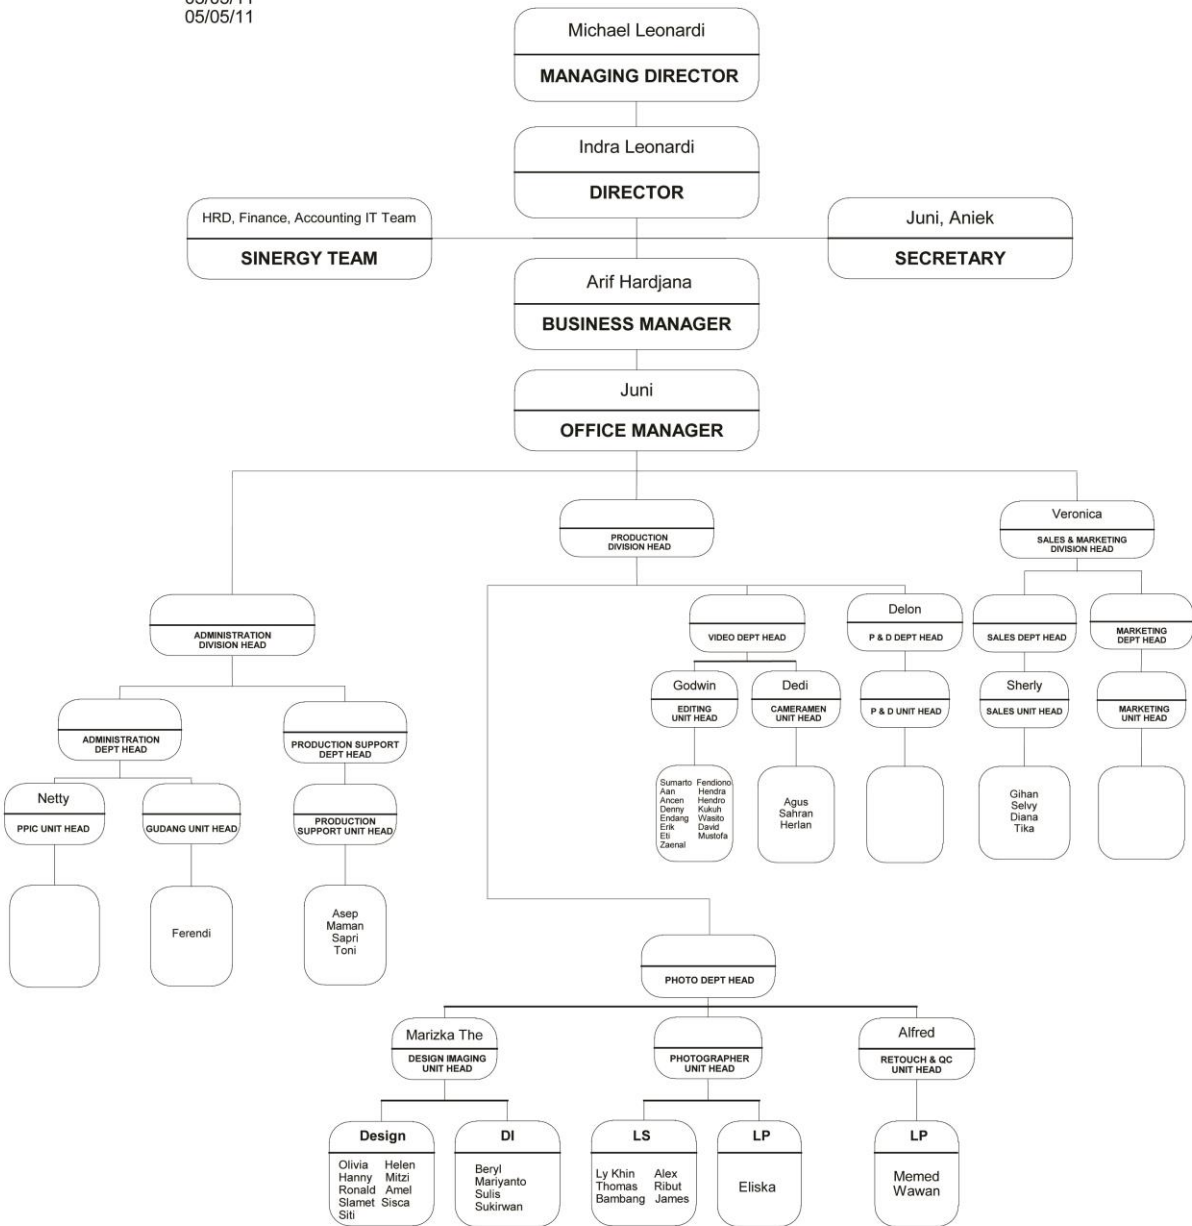 05/05/11
Michael Leonardi
MANAGING DIRECTOR
Indra Leonardi
DIRECTOR
HRD, Finance, Accounting IT Team
SINERGY TEAM
Juni, Aniek
SECRETARY
Arif Hardjana
BUSINESS MANAGER
Juni
OFFICE MANAGER
PRODUCTION
DIVISION HEAD
Veronica
SALES & MARKETING
DIVISION HEAD
ADMINISTRATION
DIVISION HEAD
VIDEO DEPT HEAD
Delon
P & D DEPT HEAD
SALES DEPT HEAD
MARKETING
DEPT HEAD
ADMINISTRATION
DEPT HEAD
PRODUCTION SUPPORT
DEPT HEAD
Godwin
EDITING
UNIT HEAD
Dedi
CAMERAMEN
UNIT HEAD
P & D UNIT HEAD
Sherly
SALES UNIT HEAD
MARKETING
UNIT HEAD
Netty
PPIC UNIT HEAD
GUDANG UNIT HEAD
PRODUCTION
SUPPORT UNIT HEAD
Sumarto Fendiono
Aan Hendra
Ancen Hendro
Denny Kukuh
Endang Wasito
Erik David
Eti Mustofa
Zaenal
Agus
Sahran
Herlan
Gihan
Selvy
Diana
Tika
Ferendi
Asep
Maman
Sapri
Toni
PHOTO DEPT HEAD
Marizka The
DESIGN IMAGING
UNIT HEAD
PHOTOGRAPHER
UNIT HEAD
Alfred
RETOUCH & QC
UNIT HEAD
Design
Olivia Helen
Hanny Mitzi
Ronald Amel
Slamet Sisca
Siti
DI
Beryl
Mariyanto
Sulis
Sukirwan
LS
Ly Khin Alex
Thomas Ribut
Bambang James
LP
Eliska
LP
Memed
Wawan